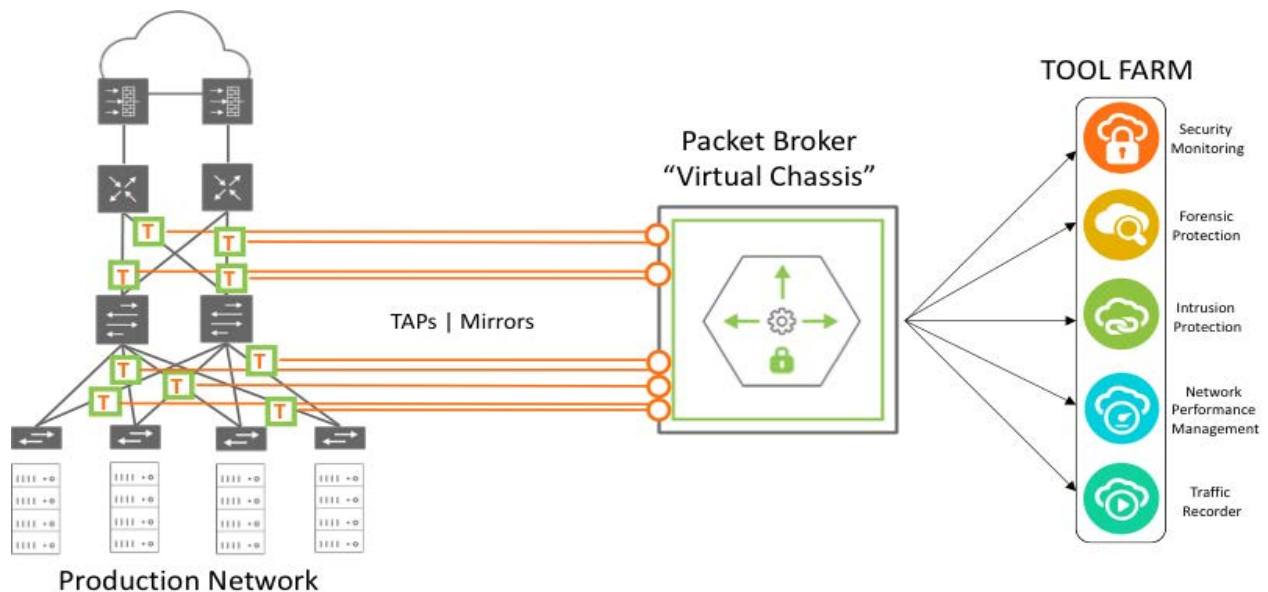 TOOL FARM
Packet Broker
“Virtual Chassis”
Security
Monitoring
Forensic
Protection
T
T
T
T
Intrusion
Protection
TAPs | Mirrors
T
T
T
T
T
Network
Performance
Management
Traffic
Recorder
Production Network